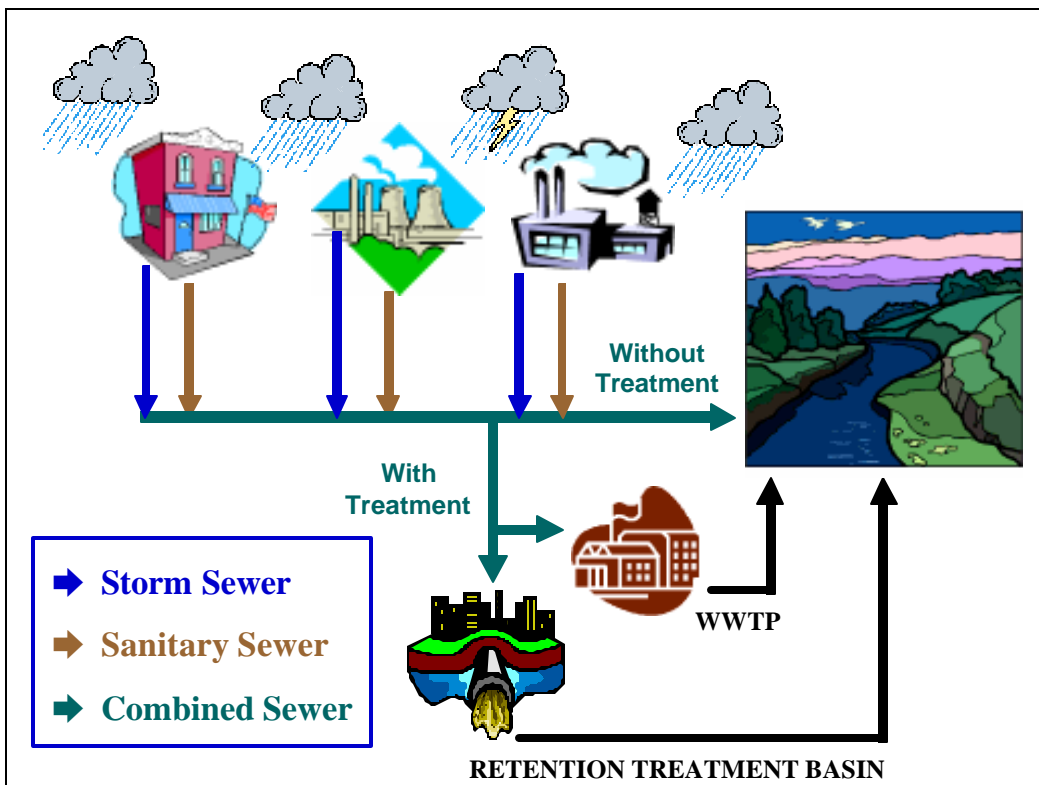 Without
Treatment
With
Treatment
Storm Sewer
Sanitary Sewer
Combined Sewer
WWTP
RETENTION TREATMENT BASIN